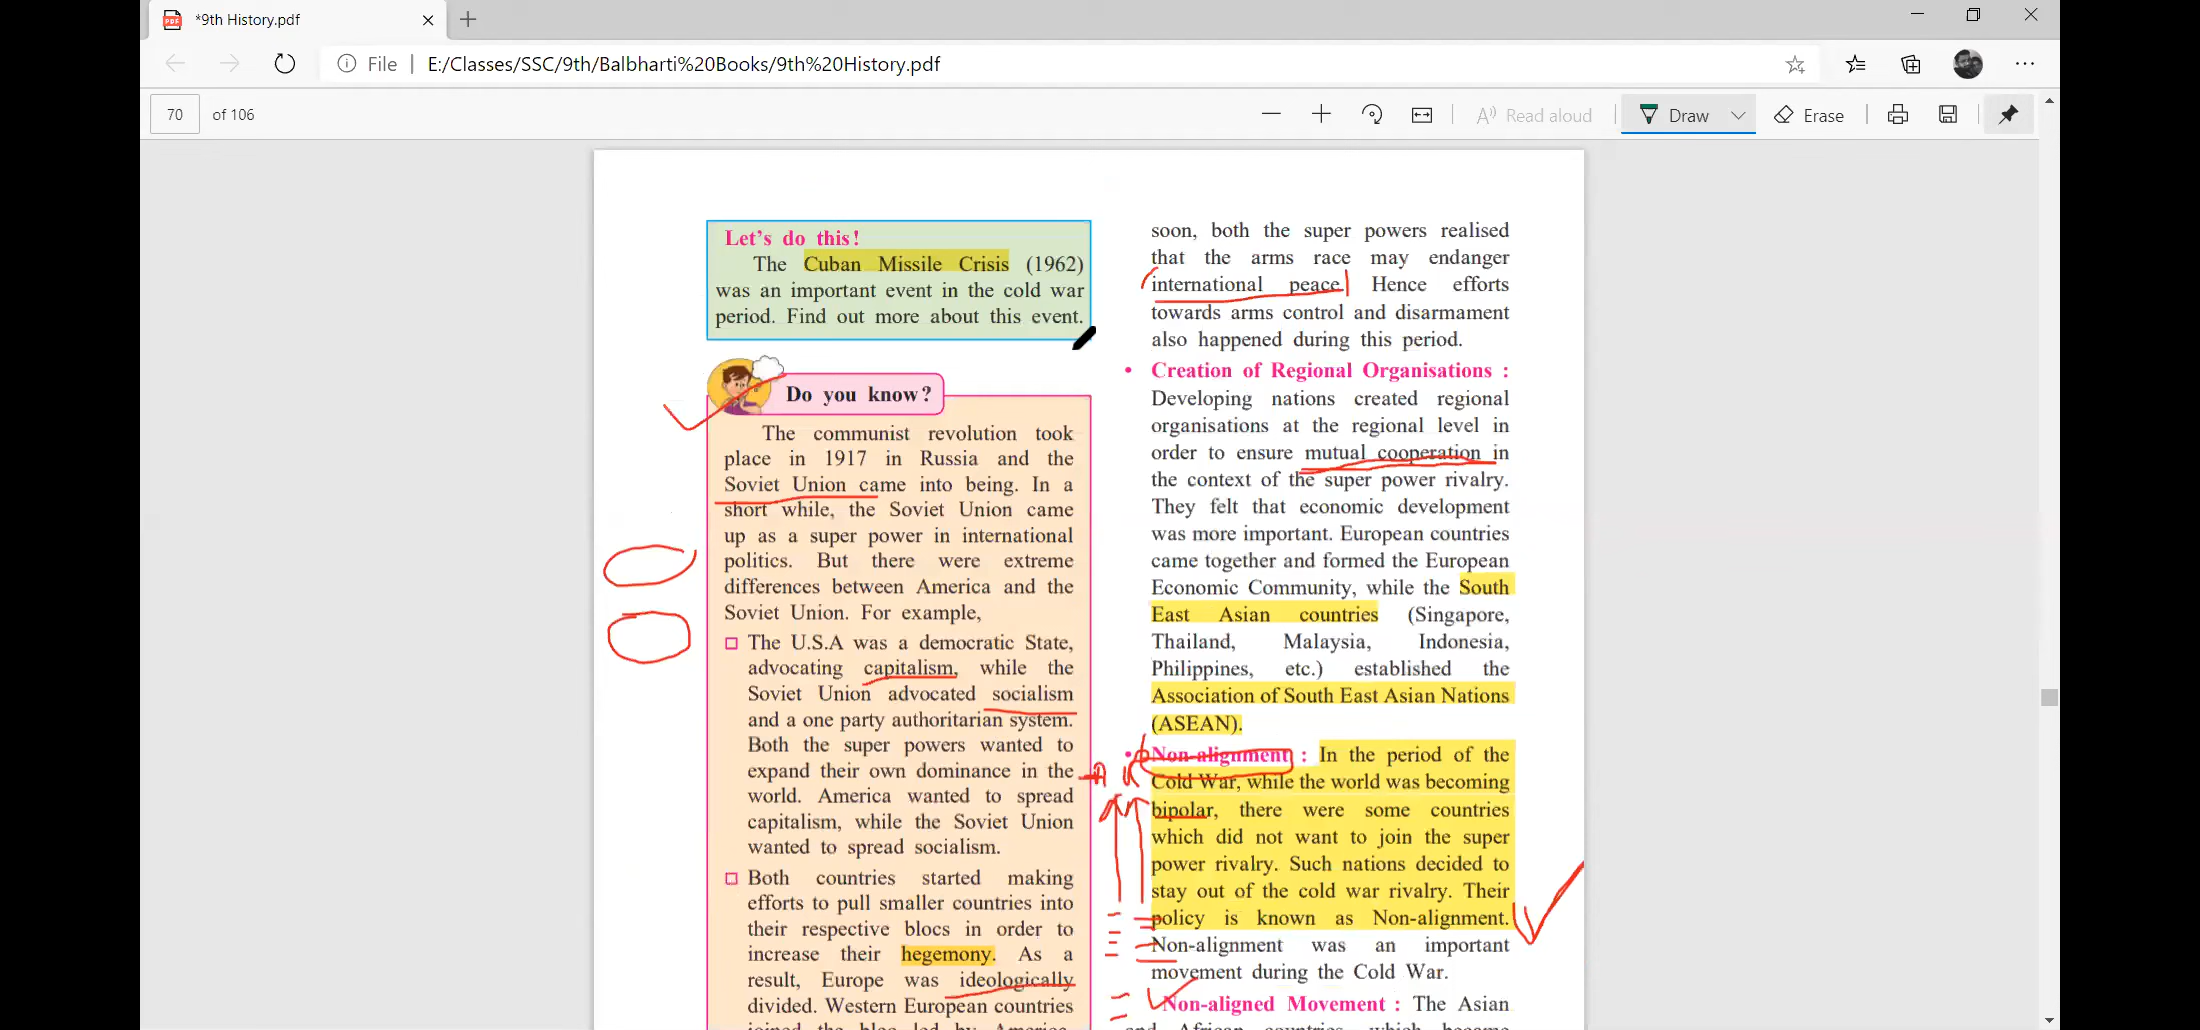 *9th History.pdf
File
E:/Classes/SSC/9th/Balbharti%20Books/9th%20History.pdf
70 of 106
Read aloud
Draw
Erase
Let's do this!
The Cuban Missile Crisis (1962)
was an important event in the cold war
period. Find out more about this event.
Do you know?
The communist revolution took
place in 1917 in Russia and the
Soviet Union came into being. In a
short while, the Soviet Union came
up as a super power in international
politics. But there were extreme
differences between America and the
Soviet Union. For example,
The U.S.A was a democratic State,
advocating capitalism, while the
Soviet Union advocated socialism
and a one party authoritarian system.
Both the super powers wanted to
expand their own dominance in the
world. America wanted to spread
capitalism, while the Soviet Union
wanted to spread socialism.
Both countries started making
efforts to pull smaller countries into
their respective blocs in order to
increase their hegemony. As a
result, Europe was ideologically
divided. Western European countries
joined the bloc led by America,
soon, both the super powers realised
that the arms race may endanger
international peace. Hence efforts
towards arms control and disarmament
also happened during this period.
• Creation of Regional Organisations :
Developing nations created regional
organisations at the regional level in
order to ensure mutual cooperation in
the context of the super power rivalry.
They felt that economic development
was more important. European countries
came together and formed the European
Economic Community, while the South
East Asian countries (Singapore,
Thailand, Malaysia, Indonesia,
Philippines, etc.) established the
Association of South East Asian Nations
(ASEAN).
• Non-alignment : In the period of the
Cold War, while the world was becoming
bipolar, there were some countries
which did not want to join the super
power rivalry. Such nations decided to
stay out of the cold war rivalry. Their
policy is known as Non-alignment.
Non-alignment was an important
movement during the Cold War.
Non-aligned Movement : The Asian
and African countries, which became